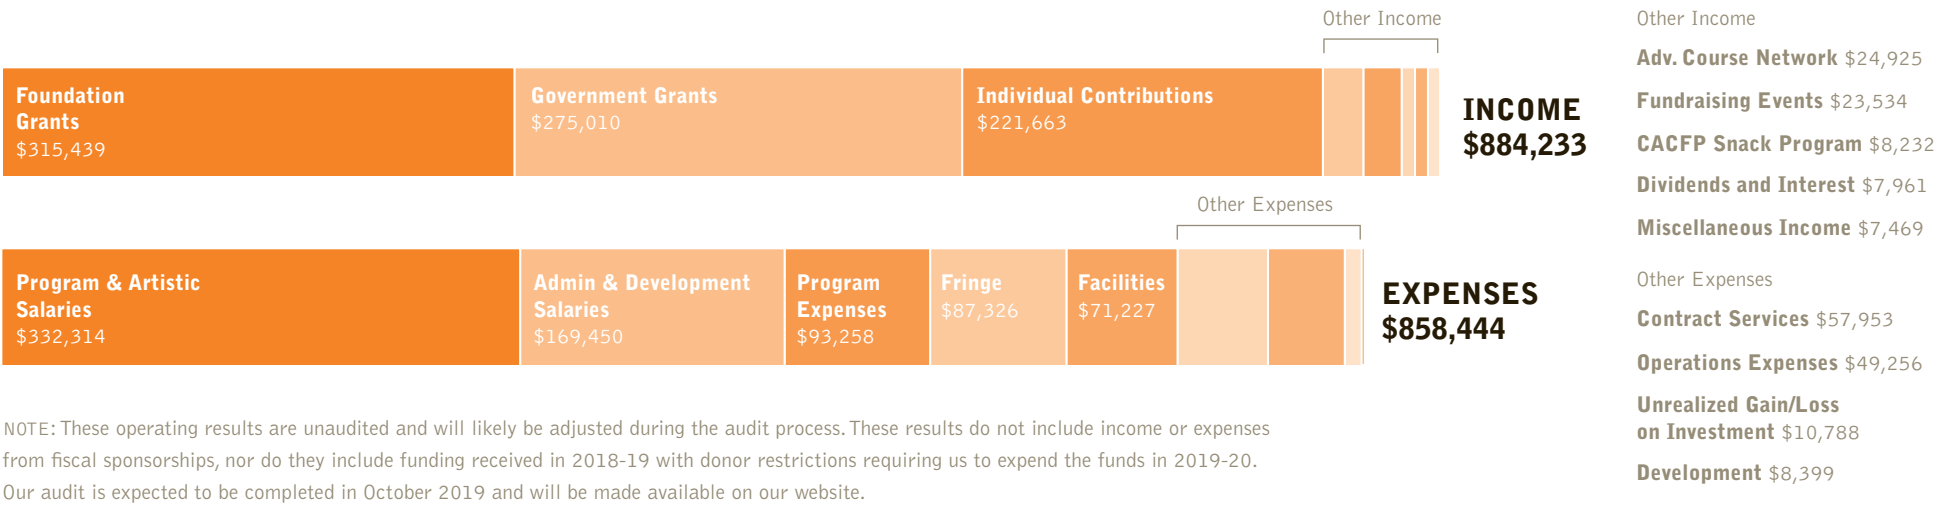 Other Income
Foundation
Grants
$315,439
Government Grants
$275,010
Individual Contributions
$221,663
INCOME
$884,233
Other Expenses
Program & Artistic
Salaries
$332,314
Admin & Development
Salaries
$169,450
Program
Expenses
$93,258
Fringe
$87,326
Facilities
$71,227
EXPENSES
$858,444
NOTE: These operating results are unaudited and will likely be adjusted during the audit process. These results do not include income or expenses
from fiscal sponsorships, nor do they include funding received in 2018-19 with donor restrictions requiring us to expend the funds in 2019-20.
Our audit is expected to be completed in October 2019 and will be made available on our website.
Other Income
Adv. Course Network $24,925
Fundraising Events $23,534
CACFP Snack Program $8,232
Dividends and Interest $7,961
Miscellaneous Income $7,469
Other Expenses
Contract Services $57,953
Operations Expenses $49,256
Unrealized Gain/Loss
on Investment $10,788
Development $8,399